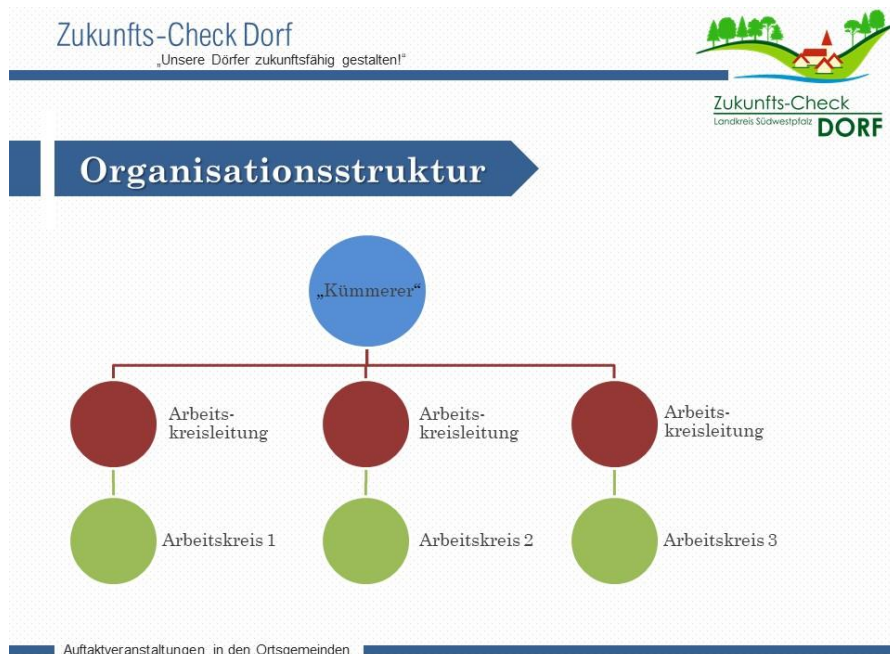 Zukunfts-Check Dorf
„Unsere Dörfer zukunftsfähig gestalten!“
Zukunfts-Check
Landkreis Südwestpfalz
DORF
Organisationsstruktur
„Kümmerer“
Arbeits-
kreisleitung
Arbeits-
kreisleitung
Arbeits-
kreisleitung
Arbeitskreis 1
Arbeitskreis 2
Arbeitskreis 3
Auftaktveranstaltungen in den Ortsgemeinden